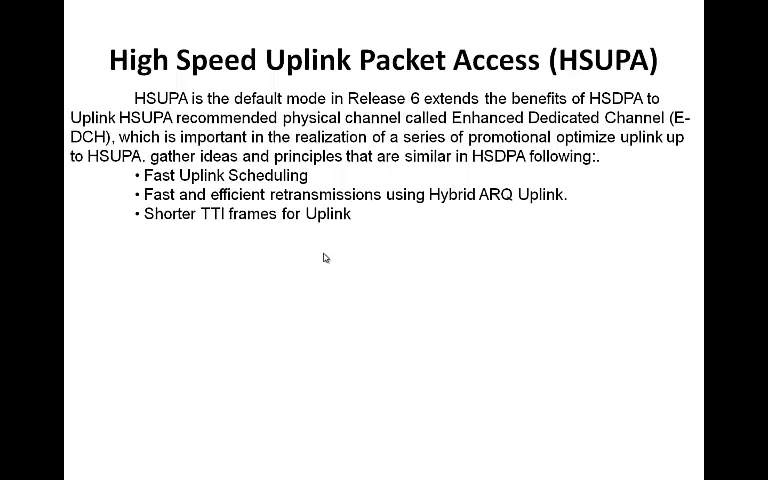 High Speed Uplink Packet Access (HSUPA)
HSUPA is the default mode in Release 6 extends the benefits of HSDPA to
Uplink HSUPA recommended physical channel called Enhanced Dedicated Channel (E-
DCH), which is important in the realization of a series of promotional optimize uplink up
to HSUPA. gather ideas and principles that are similar in HSDPA following:.
• Fast Uplink Scheduling
• Fast and efficient retransmissions using Hybrid ARQ Uplink.
• Shorter TTI frames for Uplink